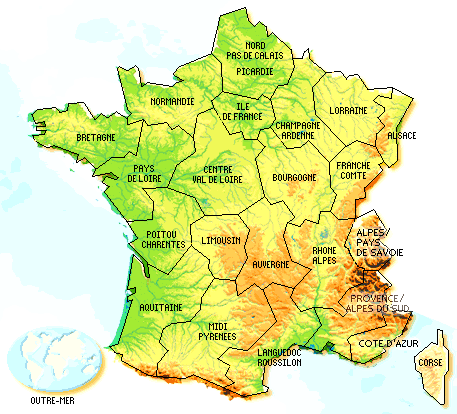 NORD
PAS DE CALAIS
PICARDIE
NORMANDIE
ILE
DE FRANCE
LORRAINE
CHAMPAGNE
ARDENNE
ALSACE
BRETAGNE
PAYS
DE LOIRE
CENTRE
VAL DE LOIRE
BOURGOGNE
FRANCHE
COMTE
POITOU
CHARENTES
LIMOUSIN
AUVERGNE
RHONE
ALPES
ALPES/
PAYS
DE SAVOIE
PROVENCE/
ALPES DU SUD
AQUITAINE
MIDI
PYRENEES
LANGUEDOC
ROUSSILON
COTE D'AZUR
CORSE
OUTRE-MER